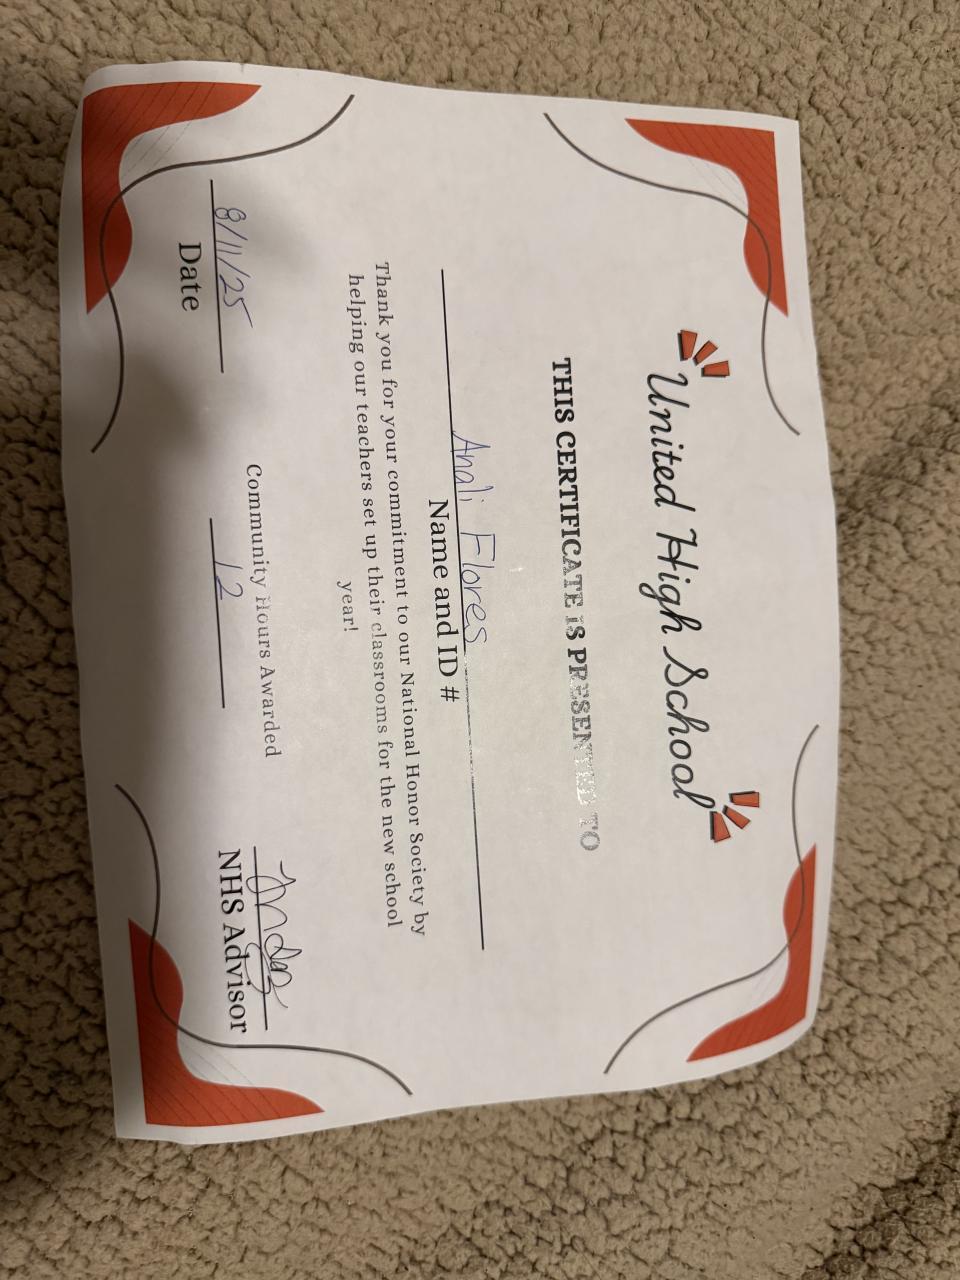 United High School
THIS CERTIFICATE IS PRESENTED TO
Anali Flores
Name and ID #
Thank you for your commitment to our National Honor Society by
helping our teachers set up their classrooms for the new school
year!
8/11/25
Date
Community Hours Awarded
12
NHS Advisor